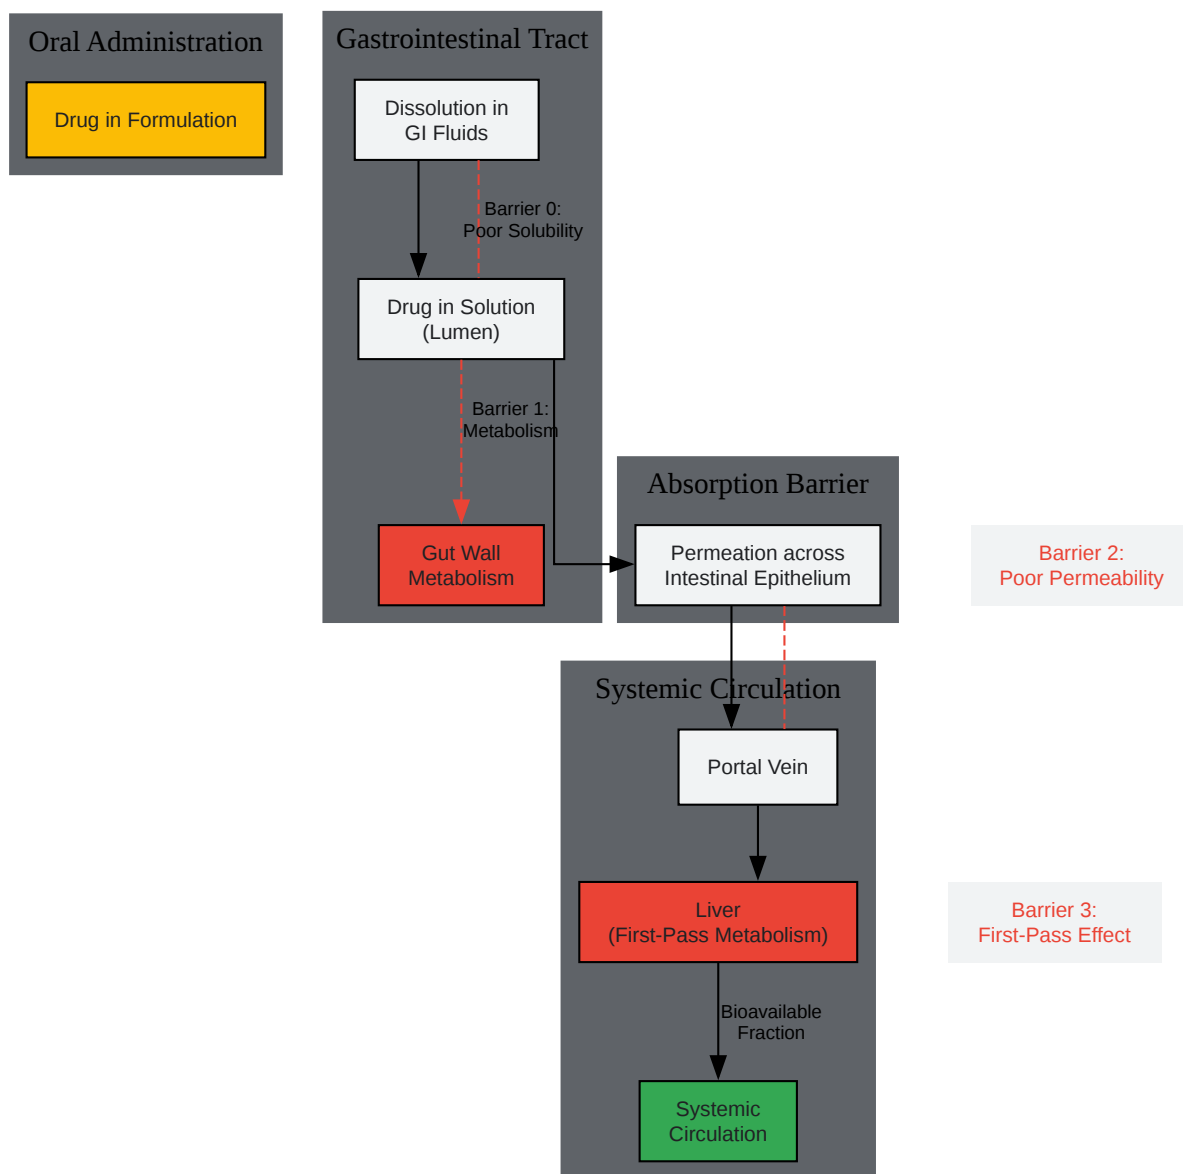 Oral Administration
Drug in Formulation
Gastrointestinal Tract
Dissolution in
GI Fluids
Barrier 0:
Poor Solubility
Drug in Solution
(Lumen)
Barrier 1:
Metabolism
Gut Wall
Metabolism
Absorption Barrier
Permeation across
Intestinal Epithelium
Barrier 2:
Poor Permeability
Systemic Circulation
Portal Vein
Liver
(First-Pass Metabolism)
Barrier 3:
First-Pass Effect
Bioavailable
Fraction
Systemic
Circulation